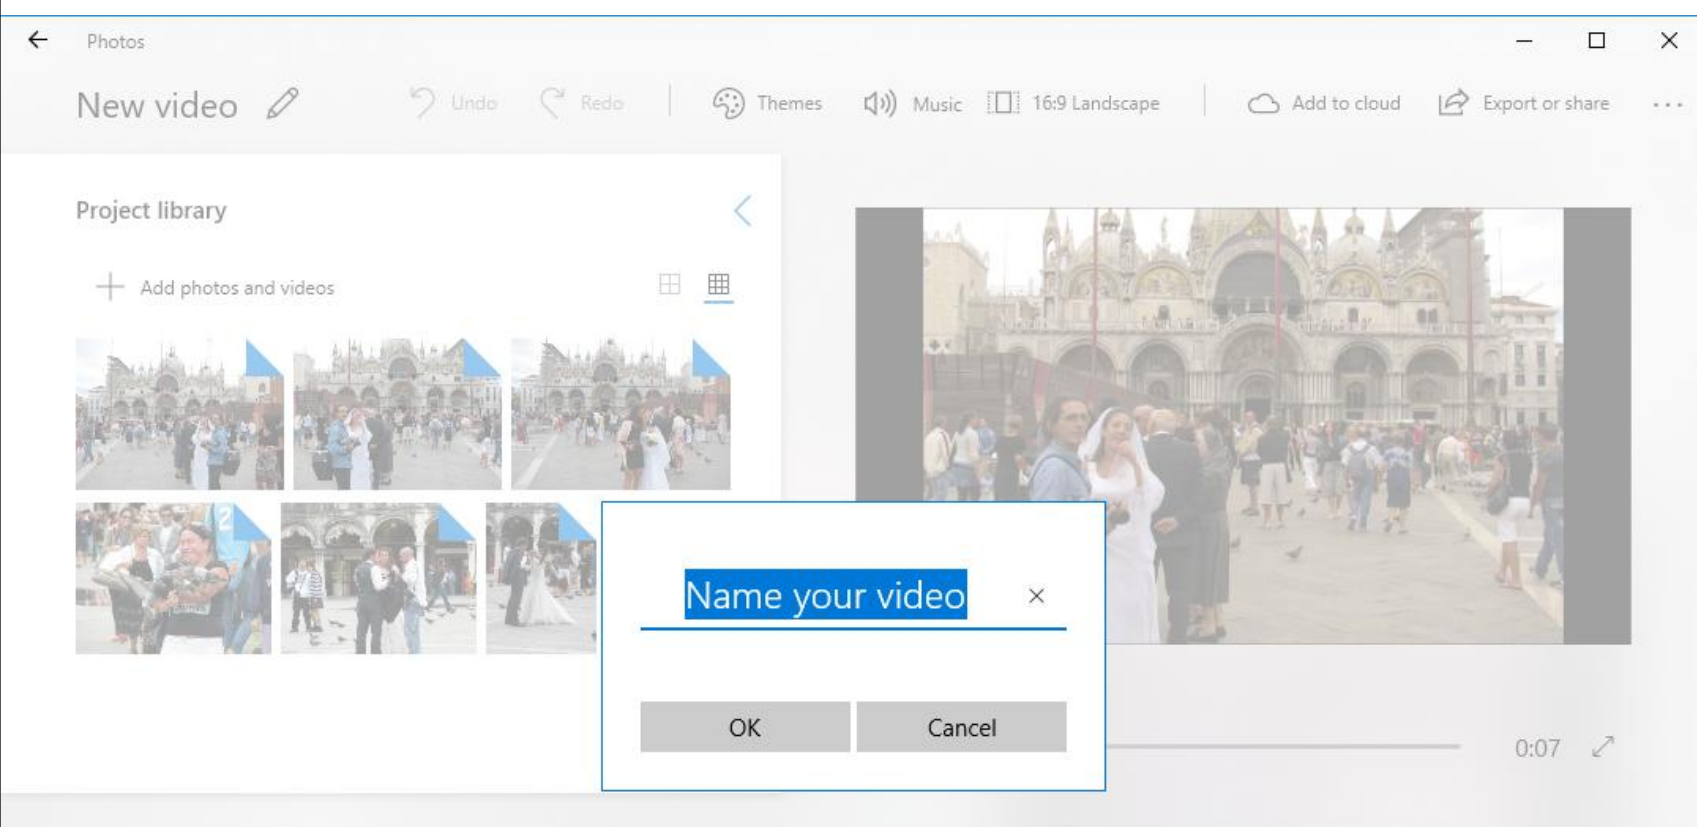 Photos
New video
Undo
Redo
Themes
Music
16:9 Landscape
Add to cloud
Export or share
Project library
Add photos and videos
2
Name your video
OK
Cancel
0:07